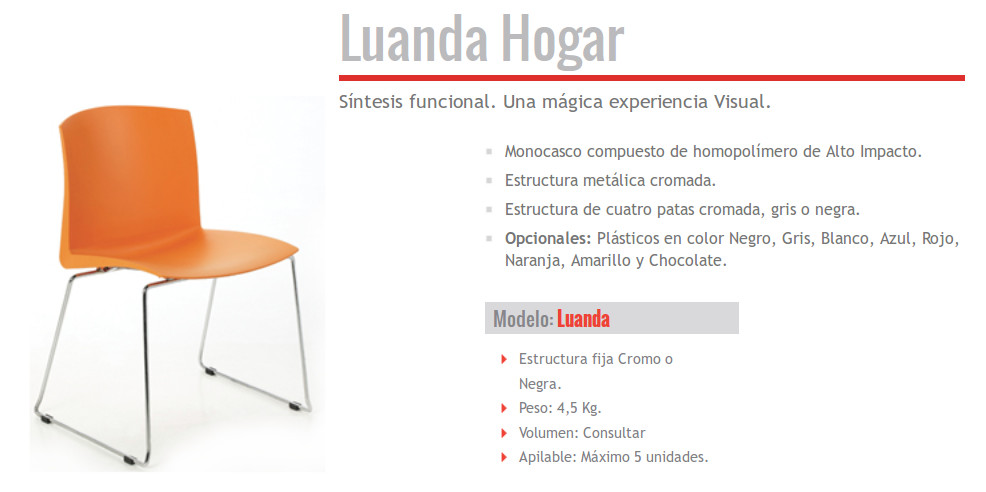 Luanda Hogar
Síntesis funcional. Una mágica experiencia Visual.
Monocasco compuesto de homopolímero de Alto Impacto.
Estructura metálica cromada.
Estructura de cuatro patas cromada, gris o negra.
Opcionales: Plásticos en color Negro, Gris, Blanco, Azul, Rojo,
Naranja, Amarillo y Chocolate.
Modelo: Luanda
Estructura fija Cromo o
Negra.
Peso: 4,5 Kg.
Volumen: Consultar
Apilable: Máximo 5 unidades.